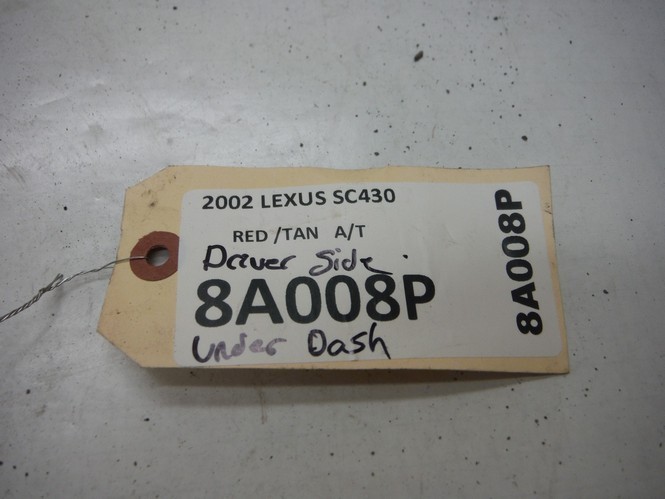 2002 LEXUS SC430
RED /TAN A/T
Driver Side.
8A008P
Under Dash
8A008P